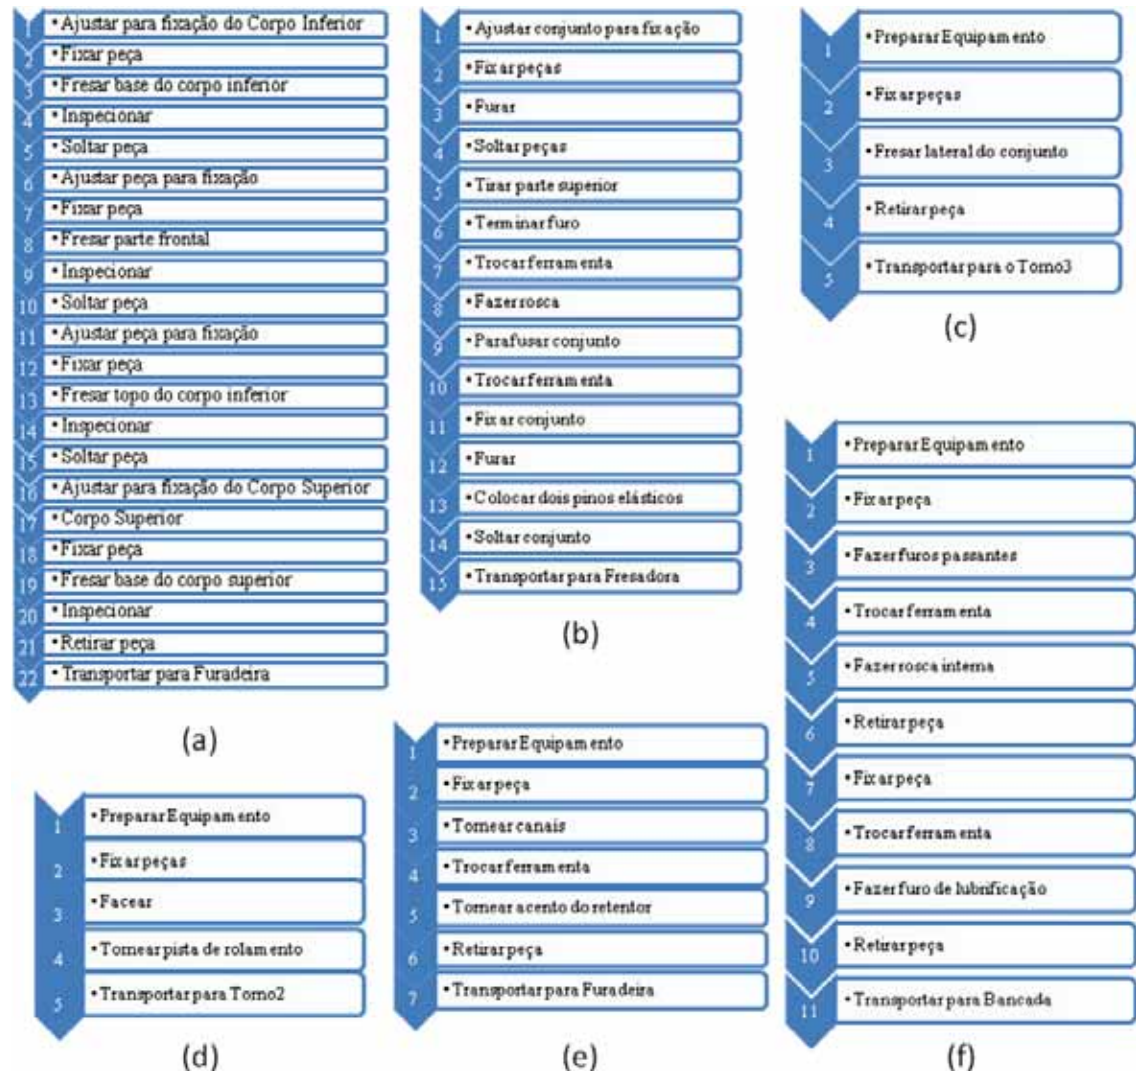 1 • Ajustar para fixação do Corpo Inferior
2 • Fixar peça
3 • Fresar base do corpo inferior
4 • Inspecionar
5 • Soltar peça
6 • Ajustar peça para fixação
7 • Fixar peça
8 • Fresar parte frontal
9 • Inspecionar
10 • Soltar peça
11 • Ajustar peça para fixação
12 • Fixar peça
13 • Fresar topo do corpo inferior
14 • Inspecionar
15 • Soltar peça
16 • Ajustar para fixação do Corpo Superior
17 • Corpo Superior
18 • Fixar peça
19 • Fresar base do corpo superior
20 • Inspecionar
21 • Retirar peça
22 • Transportar para Furadeira
(a)
1 • Ajustar conjunto para fixação
2 • Fixar peças
3 • Furar
4 • Soltar peças
5 • Tirar parte superior
6 • Terminar furo
7 • Trocar ferramenta
8 • Fazer rosca
9 • Parafusar conjunto
10 • Trocar ferramenta
11 • Fixar conjunto
12 • Furar
13 • Colocar dois pinos elásticos
14 • Soltar conjunto
15 • Transportar para Fresadora
(b)
1 • Preparar Equipamento
2 • Fixar peças
3 • Fresar lateral do conjunto
4 • Retirar peça
5 • Transportar para o Torno3
(c)
1 • Preparar Equipamento
2 • Fixar peças
3 • Facear
4 • Tornear pista de rolamento
5 • Transportar para Torno2
(d)
1 • Preparar Equipamento
2 • Fixar peça
3 • Tornear canais
4 • Trocar ferramenta
5 • Tornear acento do retentor
6 • Retirar peça
7 • Transportar para Furadeira
(e)
1 • Preparar Equipamento
2 • Fixar peça
3 • Fazer furos passantes
4 • Trocar ferramenta
5 • Fazer rosca interna
6 • Retirar peça
7 • Fixar peça
8 • Trocar ferramenta
9 • Fazer furo de lubrificação
10 • Retirar peça
11 • Transportar para Bancada
(f)